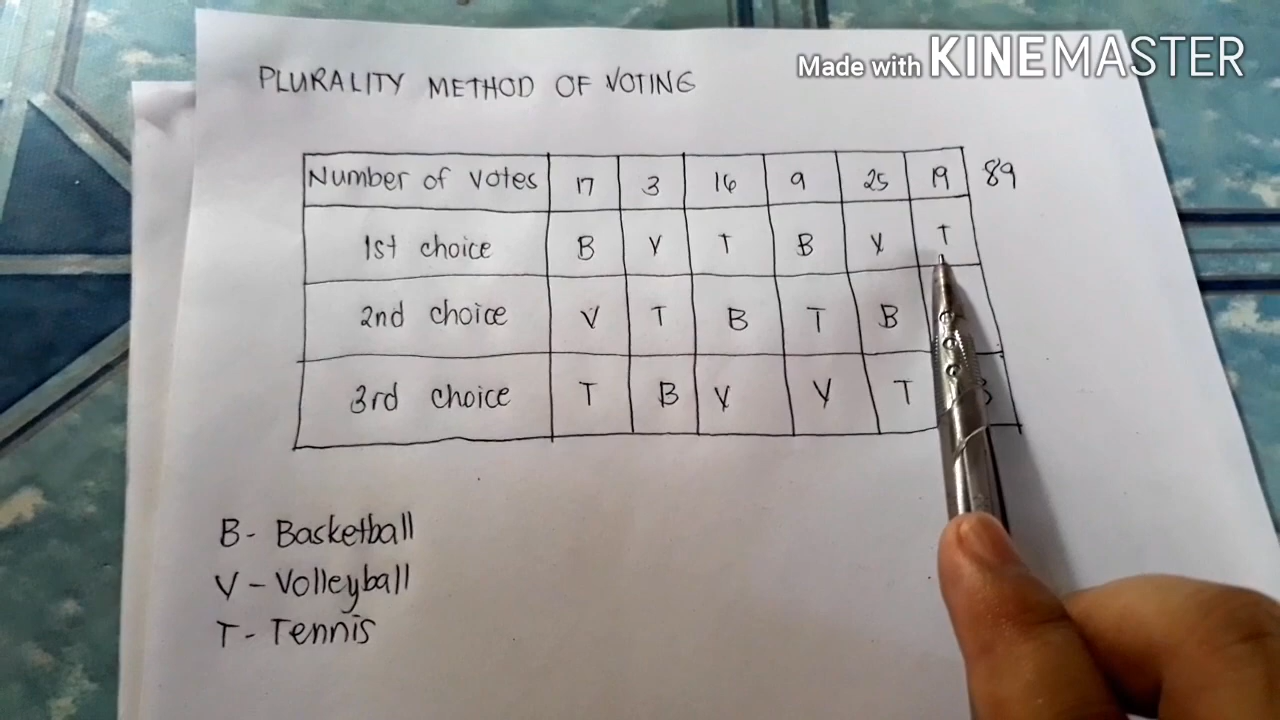 Made with KINEMASTER
PLURALITY METHOD OF VOTING
Number of votes 17 3 16 9 25 19 89
1st choice B V T B V T
2nd choice V T B T B
3rd choice T B V V T
B - Basketball
V - Volleyball
T - Tennis